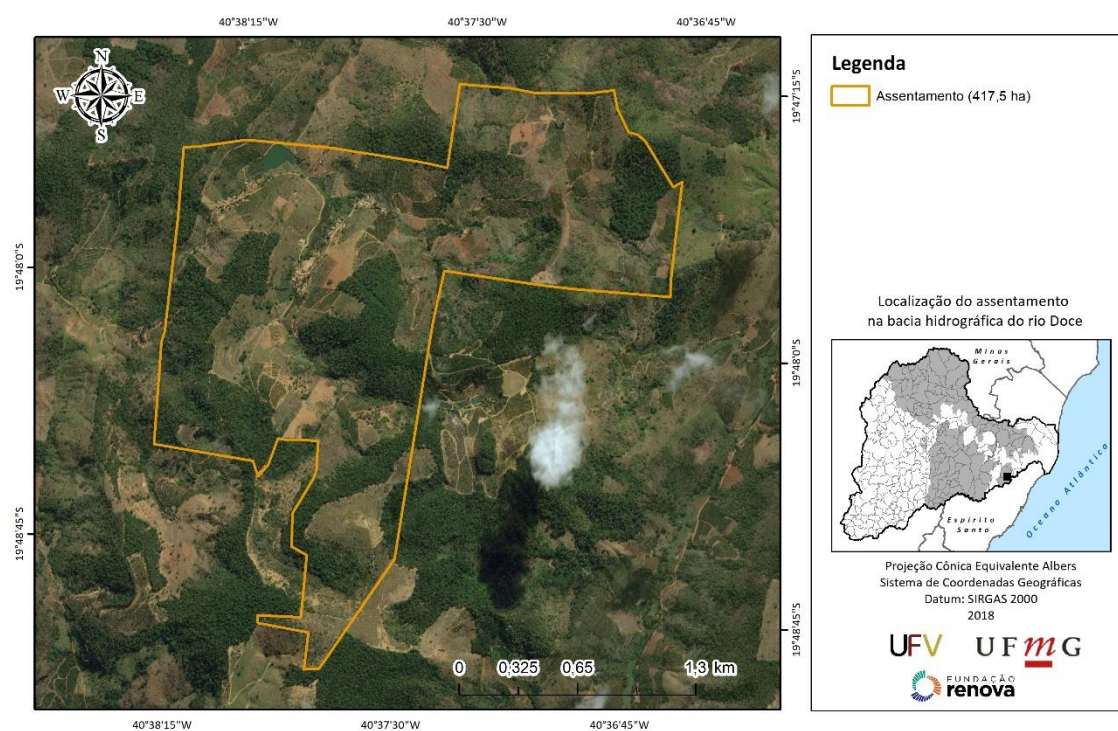 40°38'15"W
40°37'30"W
40°36'45"W
N
W
E
S
19°48'0"S
19°48'45"S
19°47'15"S
19°48'0"S
19°48'45"S
0
0,325
0,65
1,3
km
40°38'15"W
40°37'30"W
40°36'45"W
Legenda
Assentamento (417,5 ha)
Localização do assentamento
na bacia hidrográfica do rio Doce
Minas
Gerais
Espírito
Santo
Oceano Atlântico
Projeção Cônica Equivalente Albers
Sistema de Coordenadas Geográficas
Datum: SIRGAS 2000
2018
UFV
UFmG
FUNDAÇÃO
renova